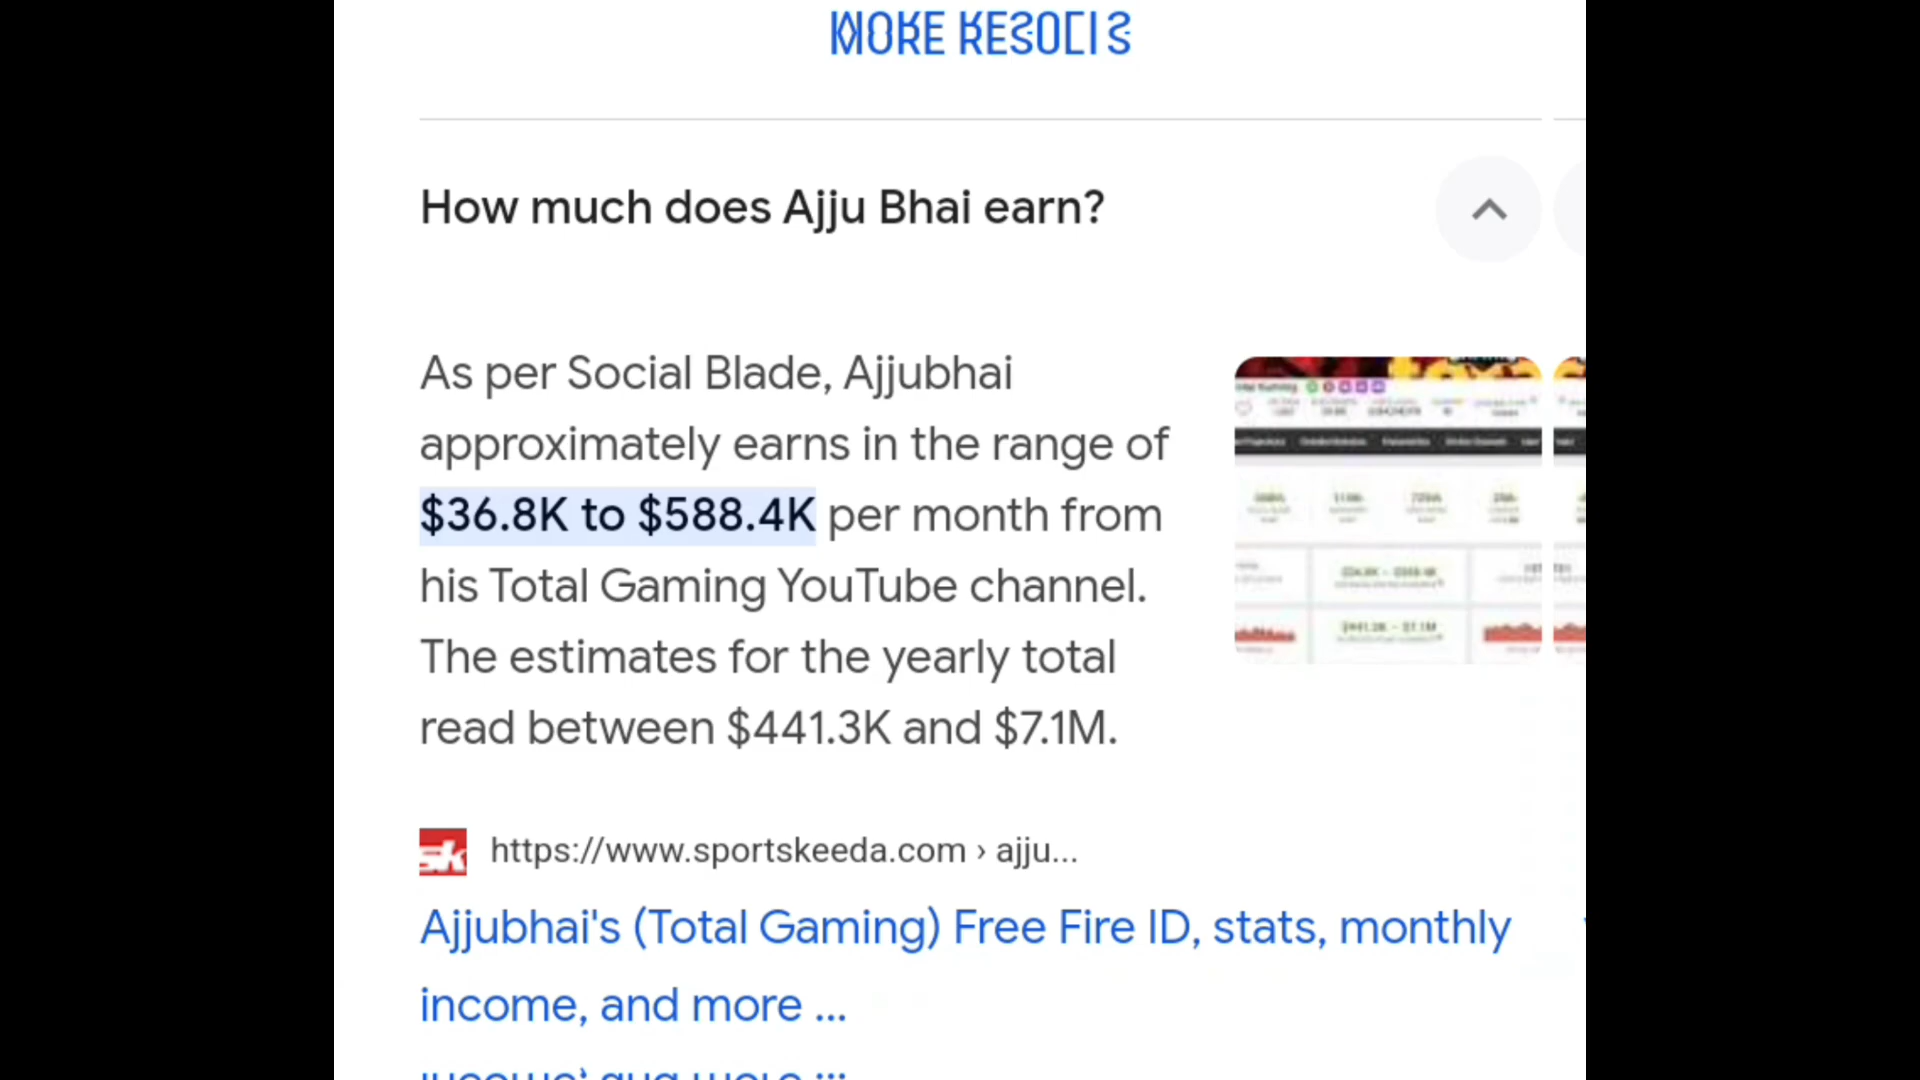 MORE RESULTS
How much does Ajju Bhai earn?
As per Social Blade, Ajjubhai
approximately earns in the range of
$36.8K to $588.4K per month from
his Total Gaming YouTube channel.
The estimates for the yearly total
read between $441.3K and $7.1M.
sk
https://www.sportskeeda.com › ajju...
Ajjubhai's (Total Gaming) Free Fire ID, stats, monthly
income, and more ...